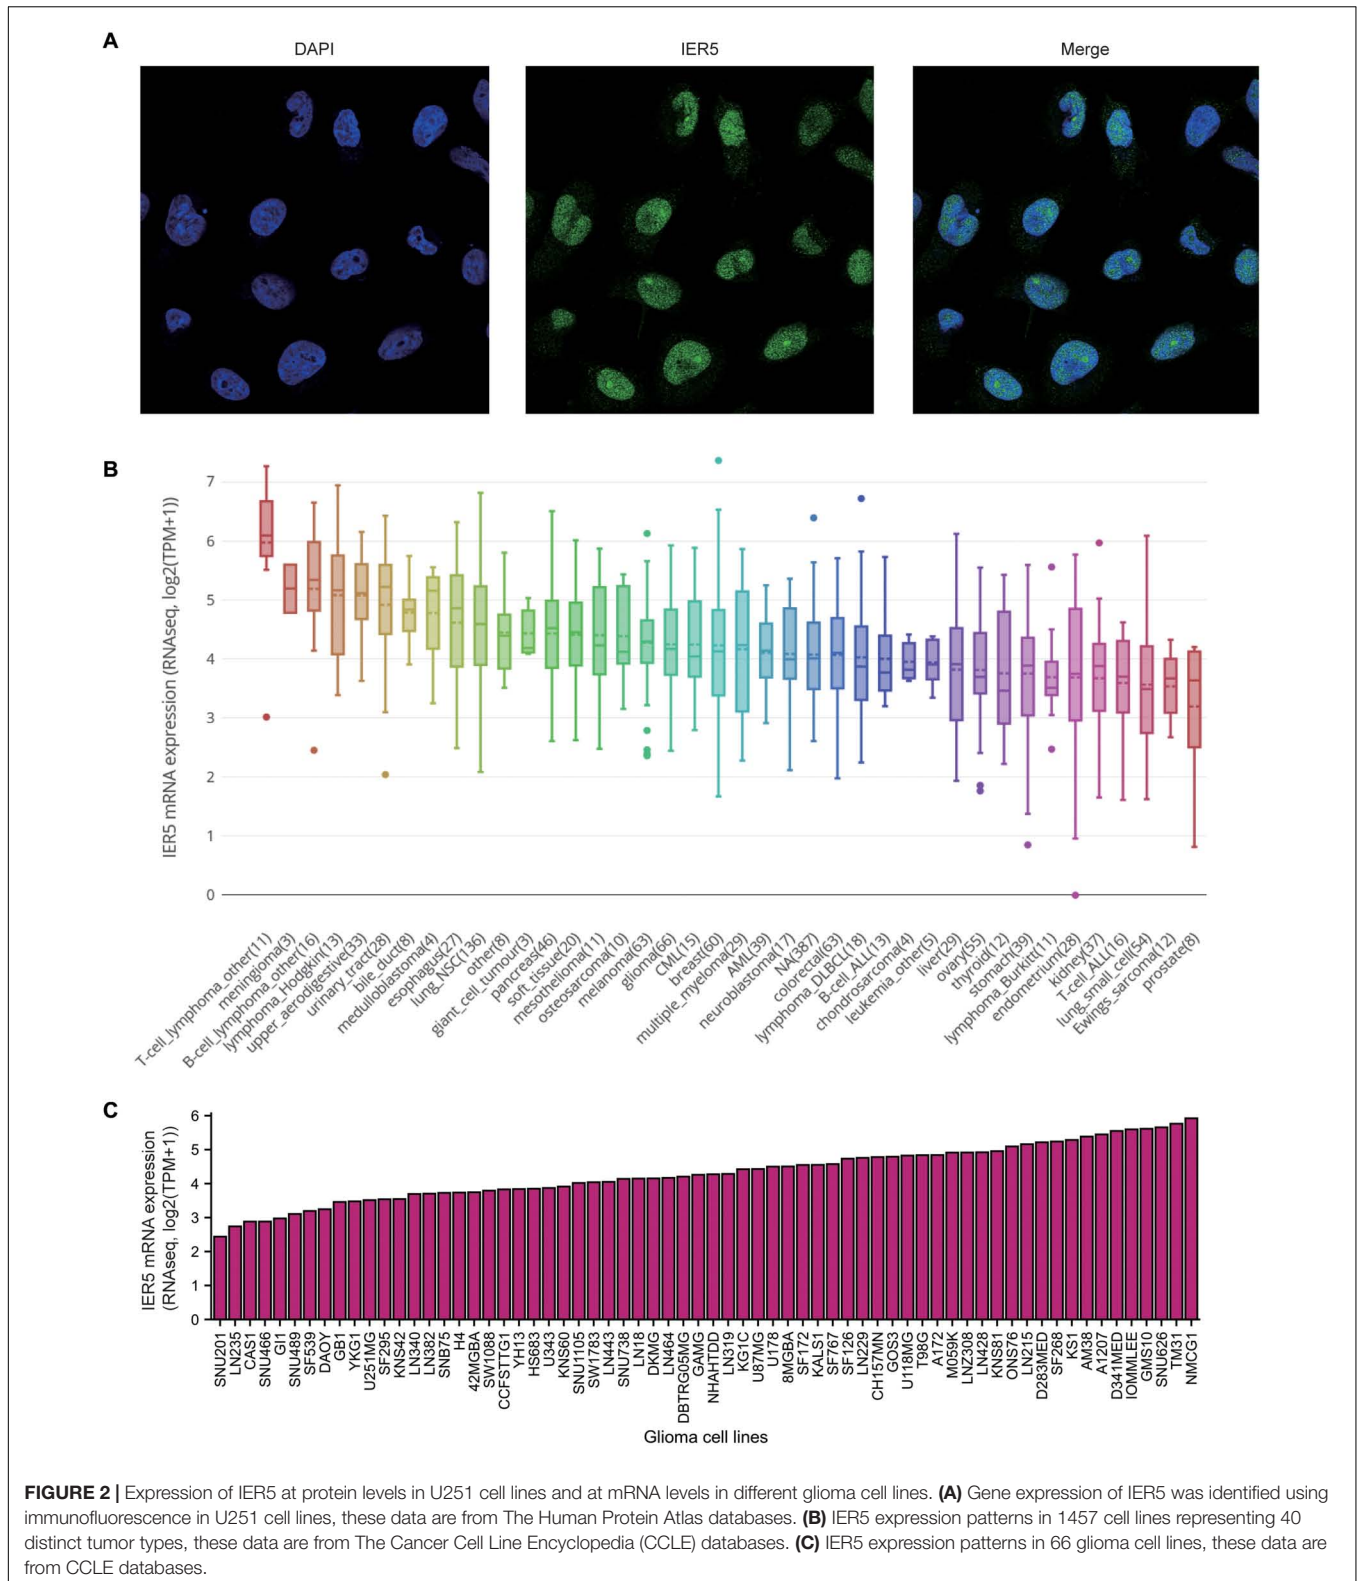 A
DAPI
IER5
Merge
B
IER5 mRNA expression (RNAseq, log2(TPM+1))
7
6
5
4
3
2
1
0
T-cell_lymphoma_other(11)
meningioma(3)
B-cell_lymphoma_other(16)
lymphoma_Hodgkin(13)
upper_aerodigestive(33)
urinary_tract(28)
bile_duct(8)
medulloblastoma(4)
esophagus(27)
lung_NSC(136)
other(8)
giant_cell_tumour(3)
pancreas(46)
soft_tissue(20)
mesothelioma(11)
osteosarcoma(10)
melanoma(63)
glioma(66)
CML(15)
breast(60)
multiple_myeloma(29)
AML(39)
neuroblastoma(17)
NA(387)
colorectal(63)
lymphoma_DLBCL(18)
B-cell_ALL(13)
chondrosarcoma(4)
leukemia_other(5)
liver(29)
ovary(55)
thyroid(12)
stomach(39)
lymphoma_Burkitt(11)
endometrium(28)
kidney(37)
T-cell_ALL(16)
lung_small_cell(54)
Ewings_sarcoma(12)
prostate(8)
C
IER5 mRNA expression
(RNAseq, log2(TPM+1))
6
5
4
3
2
1
0
SNU201
LN235
CAS1
SNU466
GI1
SNU489
SF539
DAOY
GB1
YKG1
U251MG
SF295
KNS42
LN340
LN382
SNB75
H4
42MGBA
SW1088
CCFSTTG1
YH13
HS683
U343
KNS60
SNU1105
SW1783
LN443
SNU738
LN18
DKMG
LN464
DBTRG05MG
GAMG
NHAHTDD
LN319
KG1C
U87MG
U178
8MGBA
SF172
KALS1
SF767
SF126
LN229
CH157MN
GOS3
U118MG
T98G
A172
M059K
LNZ308
LN428
KNS81
ONS76
LN215
D283MED
SF268
KS1
AM38
A1207
D341MED
IOMMLEE
GMS10
SNU626
TM31
NMCG1
Glioma cell lines
FIGURE 2 | Expression of IER5 at protein levels in U251 cell lines and at mRNA levels in different glioma cell lines. (A) Gene expression of IER5 was identified using
immunofluorescence in U251 cell lines, these data are from The Human Protein Atlas databases. (B) IER5 expression patterns in 1457 cell lines representing 40
distinct tumor types, these data are from The Cancer Cell Line Encyclopedia (CCLE) databases. (C) IER5 expression patterns in 66 glioma cell lines, these data are
from CCLE databases.